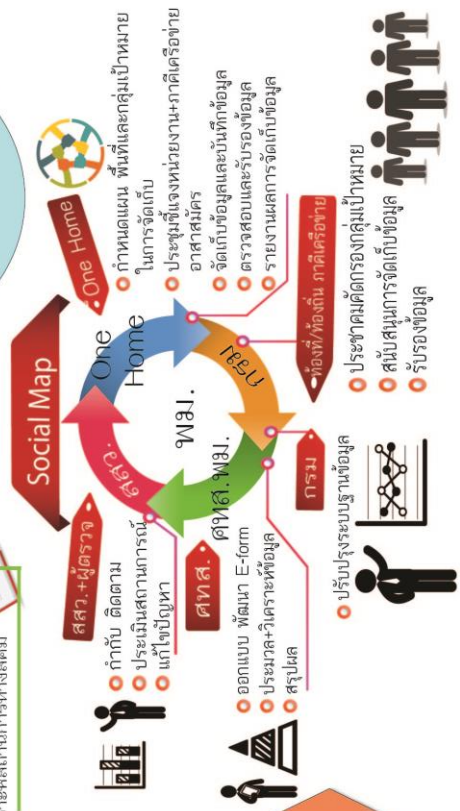 Social Map
One Home
กำหนดแผน พื้นที่และกลุ่มเป้าหมาย
ในการจัดเก็บ
ประชุมชี้แจงหน่วยงาน+ภาคีเครือข่าย
อาสาสมัคร
จัดเก็บข้อมูลและบันทึกข้อมูล
ตรวจสอบและรับรองข้อมูล
รายงานผลการจัดเก็บข้อมูล
สสว.+ผู้ตรวจ
กำกับ ติดตาม
ประเมินสถานการณ์
แก้ไขปัญหา
สสว.
One
Home
พม.
กรม
ศทส.พม.
ศทส.
ออกแบบ พัฒนา E-form
ประมวล+วิเคราะห์ข้อมูล
สรุปผล
กรม
ปรับปรุงระบบฐานข้อมูล
ท้องที่/ท้องถิ่น ภาคีเครือข่าย
ประชาคมคัดกรองกลุ่มเป้าหมาย
สนับสนุนการจัดเก็บข้อมูล
รับรองข้อมูล